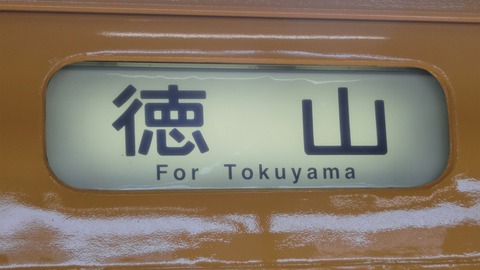 徳山
For Tokuyama